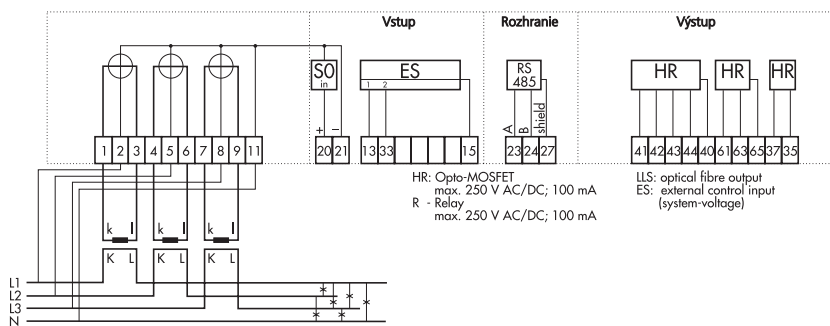 Vstup
Rozhranie
Výstup
S0
in
ES
1 2
RS
485
HR
HR
HR
+ –
A
B
shield
1 2 3 4 5 6 7 8 9 11
20 21
13 33 15
23 24 27
41 42 43 44 40 61 63 65 37 35
HR: Opto-MOSFET
max. 250 V AC/DC; 100 mA
R - Relay
max. 250 V AC/DC; 100 mA
LLS: optical fibre output
ES: external control input
(system-voltage)
k l k l k l
K L K L K L
L1
L2
L3
N